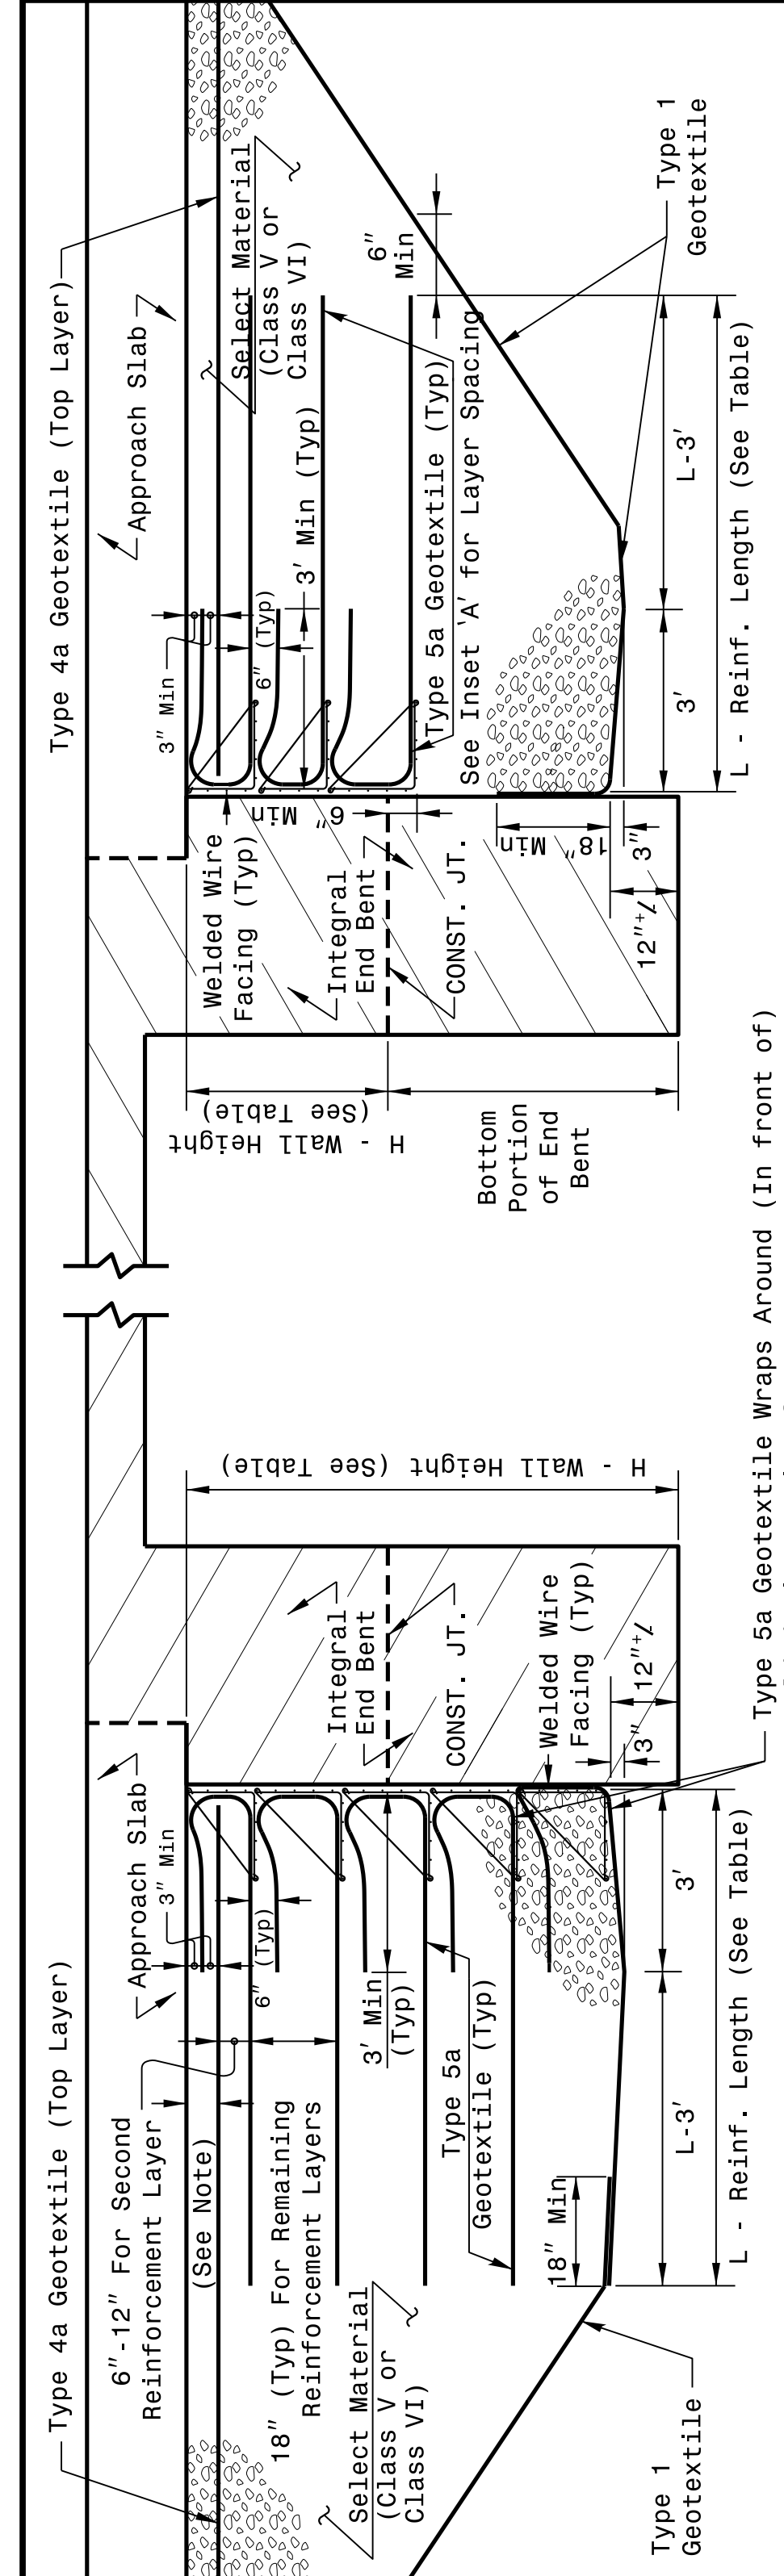 Type 4a Geotextile (Top Layer)
Approach Slab
6"-12" For Second
Reinforcement Layer
3" Min
(See Note)
6" (Typ)
18" (Typ) For Remaining
Reinforcement Layers
3' Min
(Typ)
Select Material
(Class V or
Class VI)
Type 5a
Geotextile (Typ)
18" Min
Type 1
Geotextile
L-3'
3'
L - Reinf. Length (See Table)
Integral
End Bent
CONST. JT.
Welded Wire
Facing (Typ)
3"
12"+/
H - Wall Height (See Table)
Type 5a Geotextile Wraps Around (In front of)
H - Wall Height
(See Table)
Bottom
Portion
of End
Bent
Welded Wire
Facing (Typ)
Integral
End Bent
CONST. JT.
6" Min
18" Min
3"
12"+/
Type 4a Geotextile (Top Layer)
Approach Slab
3" Min
6" (Typ)
3' Min (Typ)
Select Material
(Class V or
Class VI)
Type 5a Geotextile (Typ)
See Inset 'A' for Layer Spacing
6"
Min
Type 1
Geotextile
3'
L-3'
L - Reinf. Length (See Table)